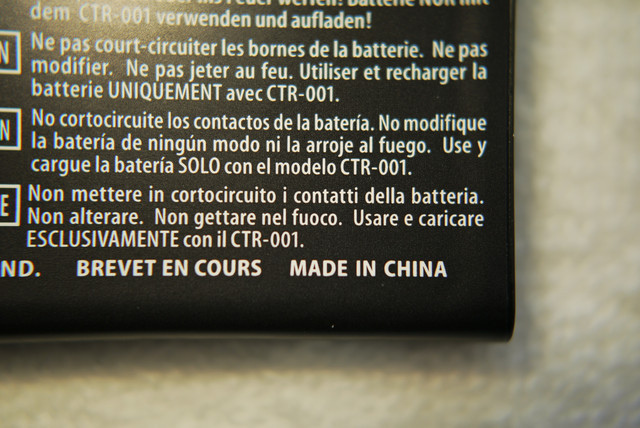 dem CTR-001 verwenden und aufladen!
N Ne pas court-circuiter les bornes de la batterie. Ne pas
modifier. Ne pas jeter au feu. Utiliser et recharger la
batterie UNIQUEMENT avec CTR-001.
N No cortocircuite los contactos de la batería. No modifique
la batería de ningún modo ni la arroje al fuego. Use y
cargue la batería SOLO con el modelo CTR-001.
E Non mettere in cortocircuito i contatti della batteria.
Non alterare. Non gettare nel fuoco. Usare e caricare
ESCLUSIVAMENTE con il CTR-001.
ND. BREVET EN COURS MADE IN CHINA